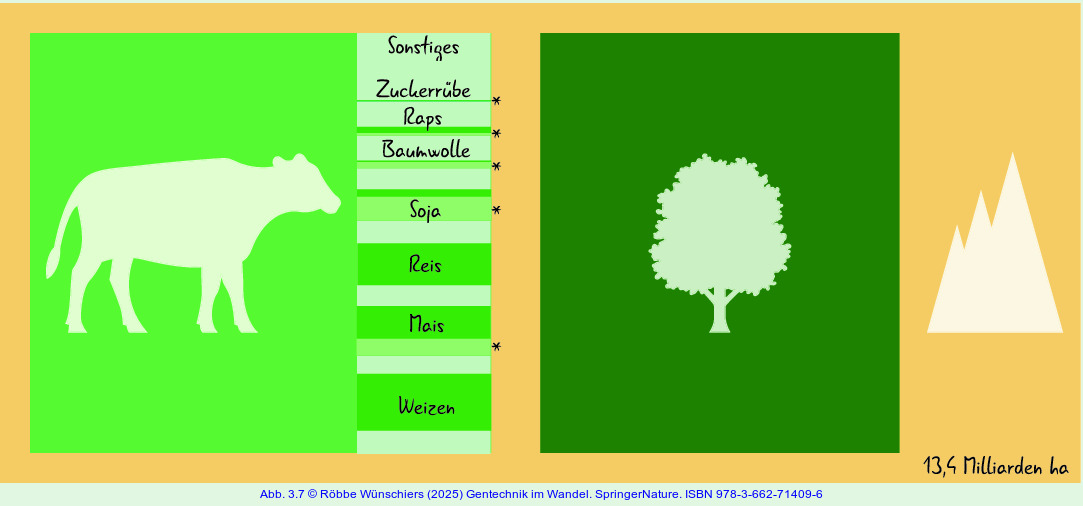 Sonstiges
Zuckerrübe
*
Raps
*
Baumwolle
*
Soja
*
Reis
Mais
*
Weizen
13,4 Milliarden ha
Abb. 3.7 © Röbbe Wünschiers (2025) Gentechnik im Wandel. SpringerNature. ISBN 978-3-662-71409-6